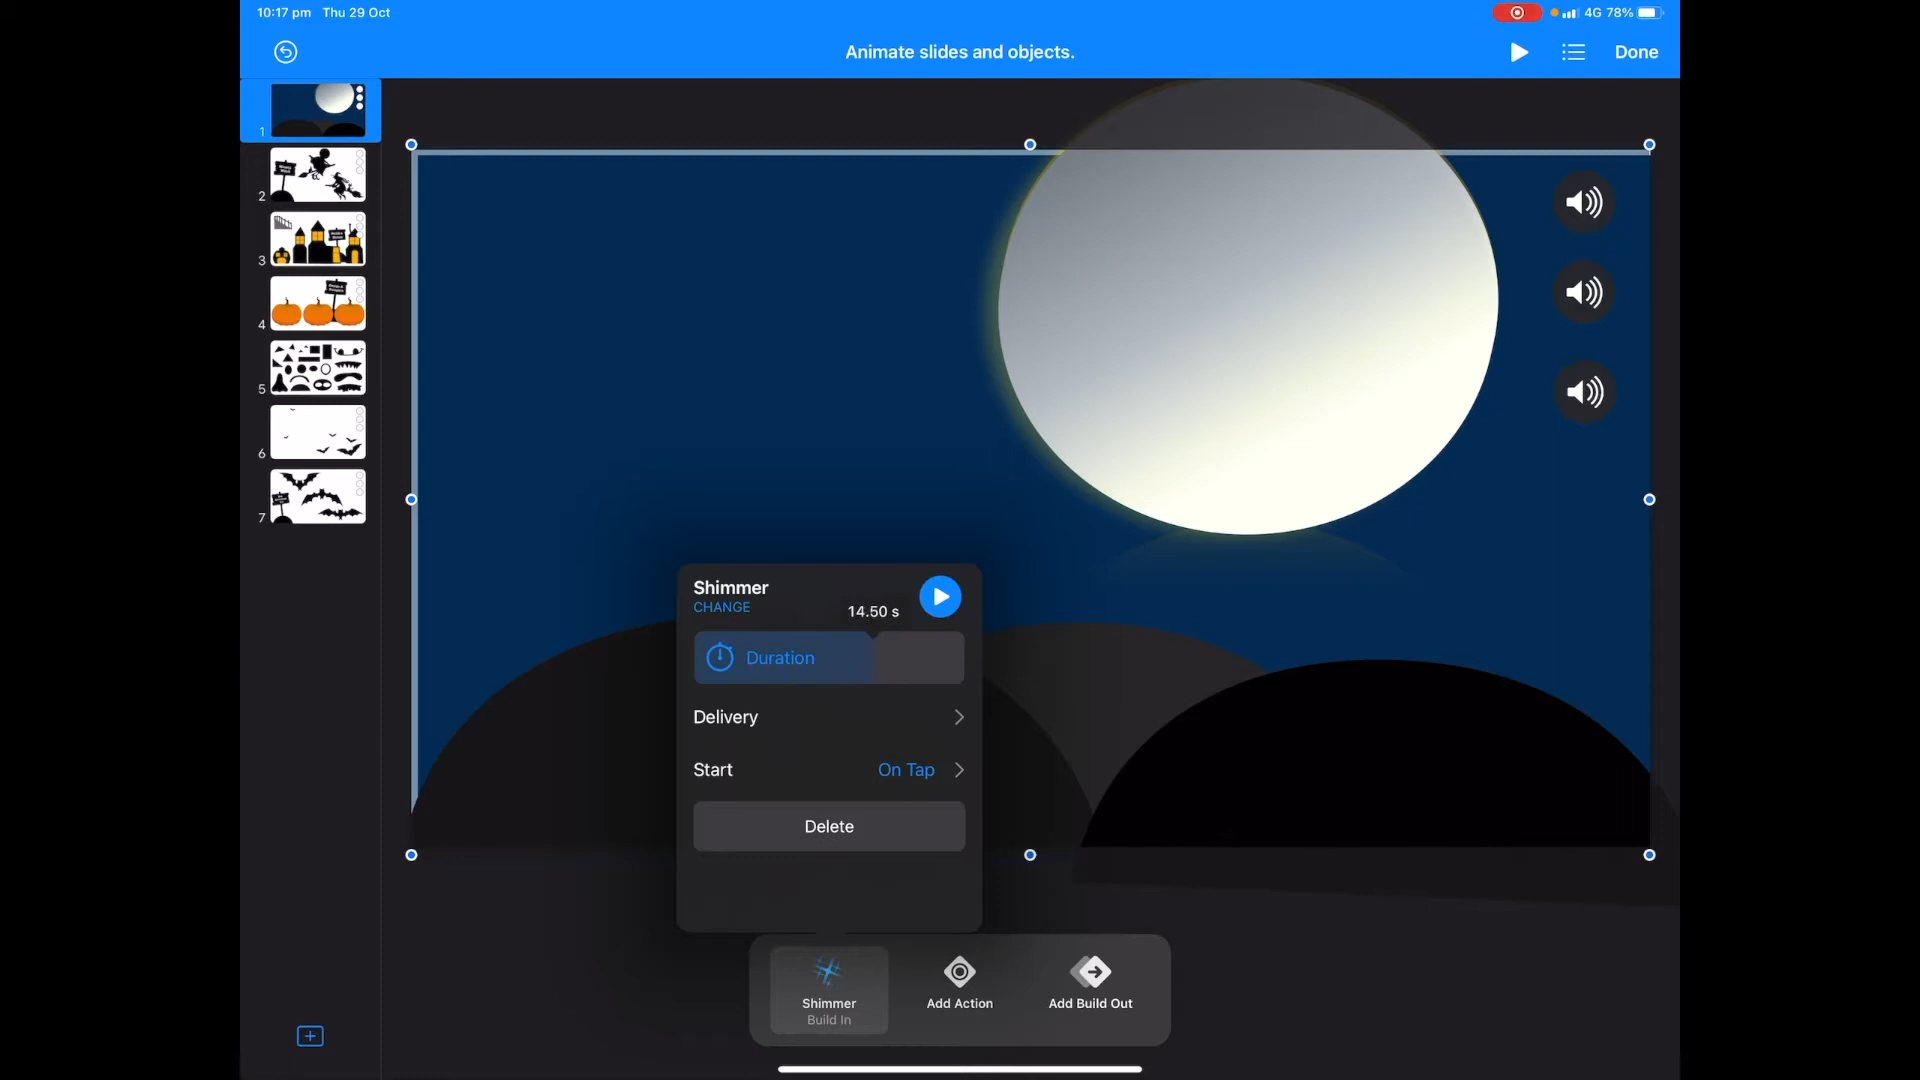 10:17 pm Thu 29 Oct
4G 78%
Animate slides and objects.
Done
1
2
3
4
5
6
7
Shimmer
CHANGE
14.50 s
Duration
Delivery
Start On Tap
Delete
Shimmer
Build In
Add Action
Add Build Out